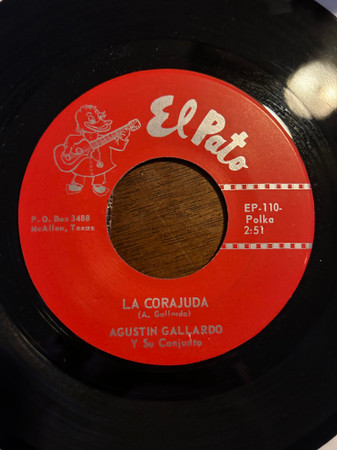 El Pato
P.O. Box 3488
McAllen, Texas
EP-110-
Polka
2:51
LA CORAJUDA
(A. Gallardo)
AGUSTIN GALLARDO
Y Su Conjunto